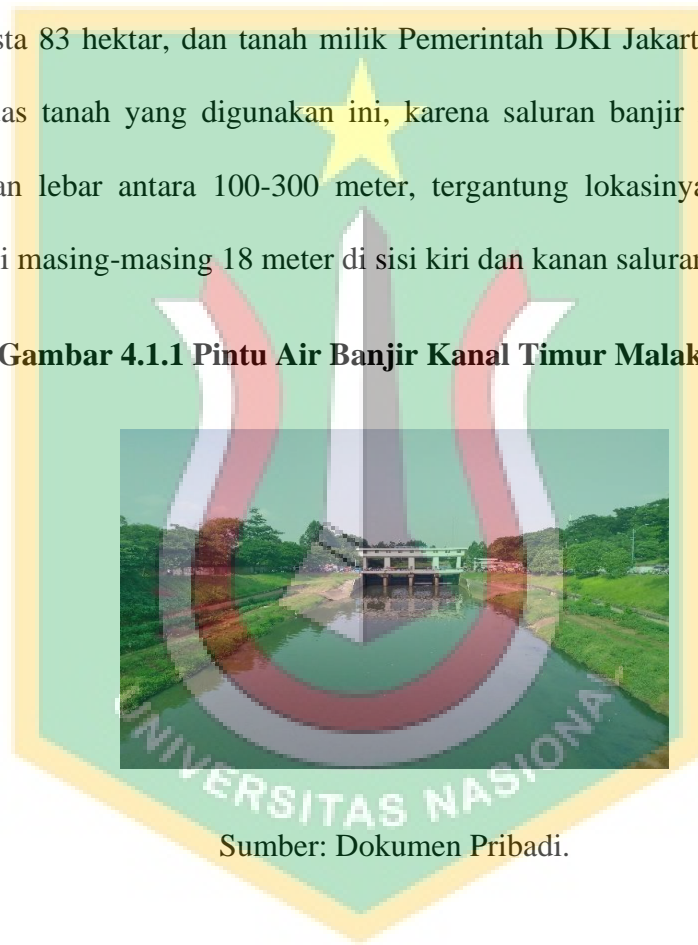 sta 83 hektar, dan tanah milik Pemerintah DKI Jakart
as tanah yang digunakan ini, karena saluran banjir
an lebar antara 100-300 meter, tergantung lokasinya
i masing-masing 18 meter di sisi kiri dan kanan saluran
Gambar 4.1.1 Pintu Air Banjir Kanal Timur Malak
UNIVERSITAS NASIONA
Sumber: Dokumen Pribadi.